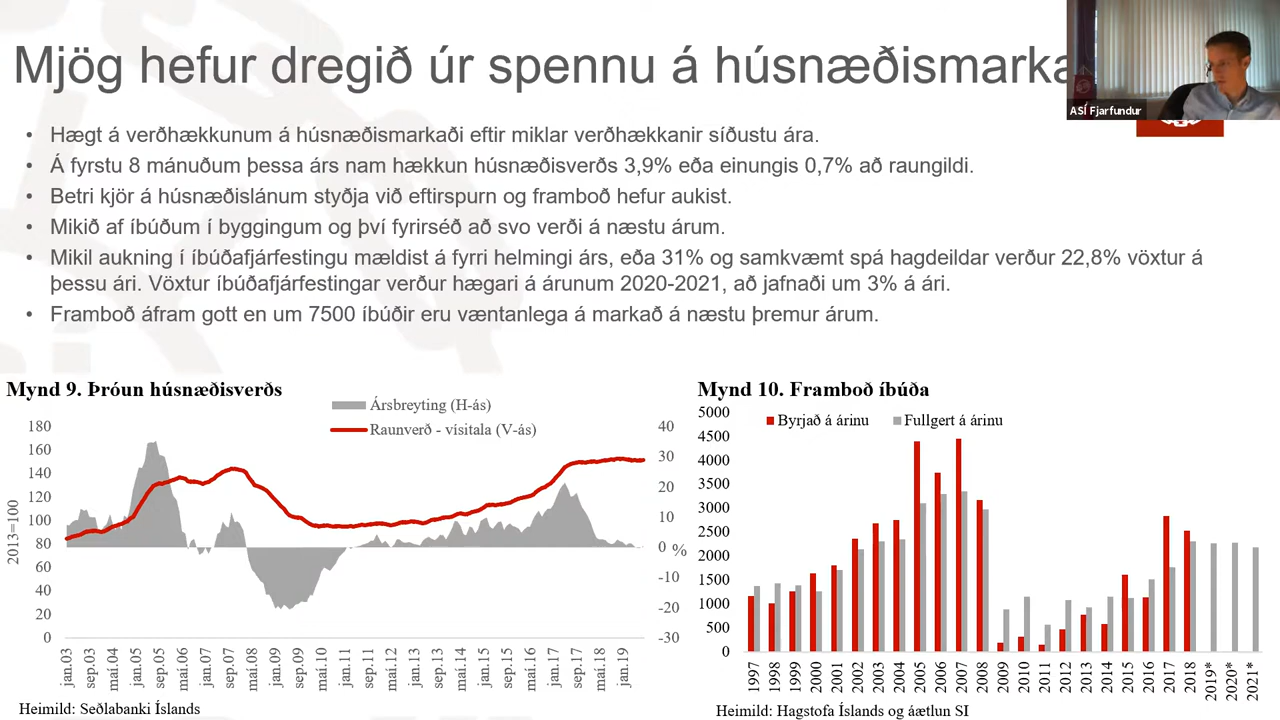 Mjög hefur dregið úr spennu á húsnæðismarka
ASÍ Fjarfundur
• Hægt á verðhækkunum á húsnæðismarkaði eftir miklar verðhækkanir síðustu ára.
• Á fyrstu 8 mánuðum þessa árs nam hækkun húsnæðisverðs 3,9% eða einungis 0,7% að raungildi.
• Betri kjör á húsnæðislánum styðja við eftirspurn og framboð hefur aukist.
• Mikið af íbúðum í byggingum og því fyrirséð að svo verði á næstu árum.
• Mikil aukning í íbúðafjárfestingu mældist á fyrri helmingi árs, eða 31% og samkvæmt spá hagdeildar verður 22,8% vöxtur á
þessu ári. Vöxtur íbúðafjárfestingar verður hægari á árunum 2020-2021, að jafnaði um 3% á ári.
• Framboð áfram gott en um 7500 íbúðir eru væntanlega á markað á næstu þremur árum.
Mynd 9. Þróun húsnæðisverðs
Ársbreyting (H-ás)
Raunverð - vísitala (V-ás)
2013=100
180
160
140
120
100
80
60
40
20
0
40
30
20
10
0
-10
-20
-30
%
jan.03
sep.03
maí.04
jan.05
sep.05
maí.06
jan.07
sep.07
maí.08
jan.09
sep.09
maí.10
jan.11
sep.11
maí.12
jan.13
sep.13
maí.14
jan.15
sep.15
maí.16
jan.17
sep.17
maí.18
jan.19
Heimild: Seðlabanki Íslands
Mynd 10. Framboð íbúða
Byrjað á árinu
Fullgert á árinu
5000
4500
4000
3500
3000
2500
2000
1500
1000
500
0
1997
1998
1999
2000
2001
2002
2003
2004
2005
2006
2007
2008
2009
2010
2011
2012
2013
2014
2015
2016
2017
2018
2019*
2020*
2021*
Heimild: Hagstofa Íslands og áætlun SI